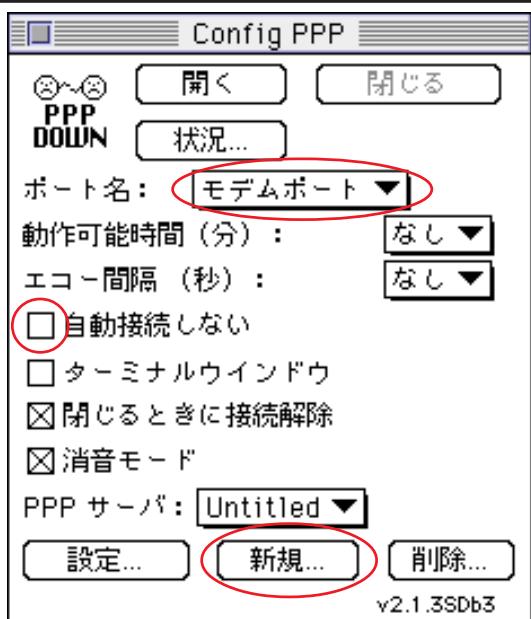 Config PPP
開く 閉じる
PPP
DOWN
状況...
ポート名： モデムポート
動作可能時間（分）： なし
エコー間隔（秒）： なし
自動接続しない
ターミナルウインドウ
閉じるときに接続解除
消音モード
PPP サーバ： Untitled
設定... 新規... 削除...
v2.1.3SDb3